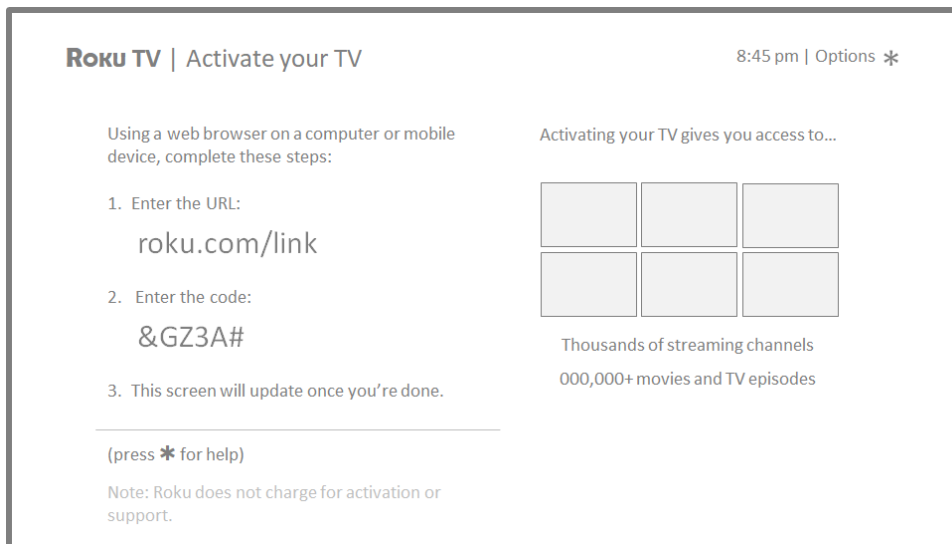 Roku TV | Activate your TV
8:45 pm | Options *
Using a web browser on a computer or mobile
device, complete these steps:
1. Enter the URL:
roku.com/link
2. Enter the code:
&GZ3A#
3. This screen will update once you’re done.
(press * for help)
Note: Roku does not charge for activation or
support.
Activating your TV gives you access to…
Thousands of streaming channels
000,000+ movies and TV episodes